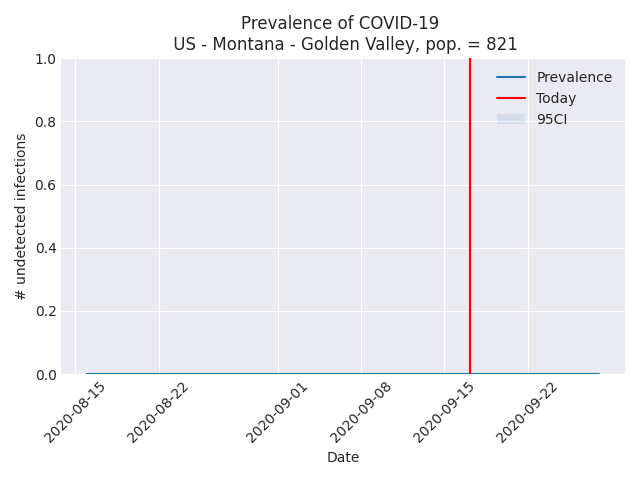 Prevalence of COVID-19
US - Montana - Golden Valley, pop. = 821
Prevalence
Today
95CI
# undetected infections
1.0
0.8
0.6
0.4
0.2
0.0
2020-08-15
2020-08-22
2020-09-01
2020-09-08
2020-09-15
2020-09-22
Date